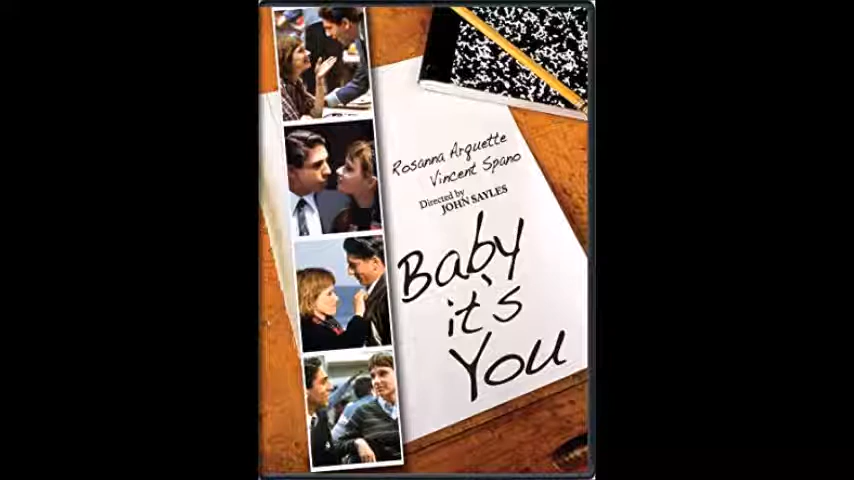 Rosanna Arquette
Vincent Spano
Directed by
JOHN SAYLES
Baby
it's
You